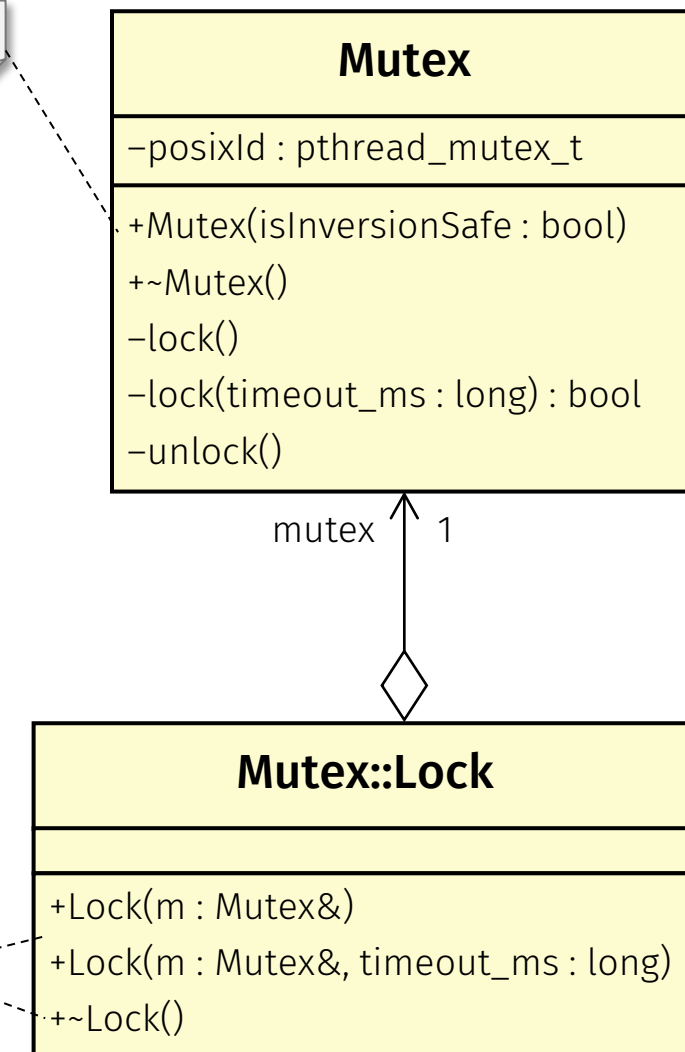 Mutex
–posixId : pthread_mutex_t
+Mutex(isInversionSafe : bool)
+~Mutex()
–lock()
–lock(timeout_ms : long) : bool
–unlock()
mutex 1
Mutex::Lock
+Lock(m : Mutex&)
+Lock(m : Mutex&, timeout_ms : long)
+~Lock()